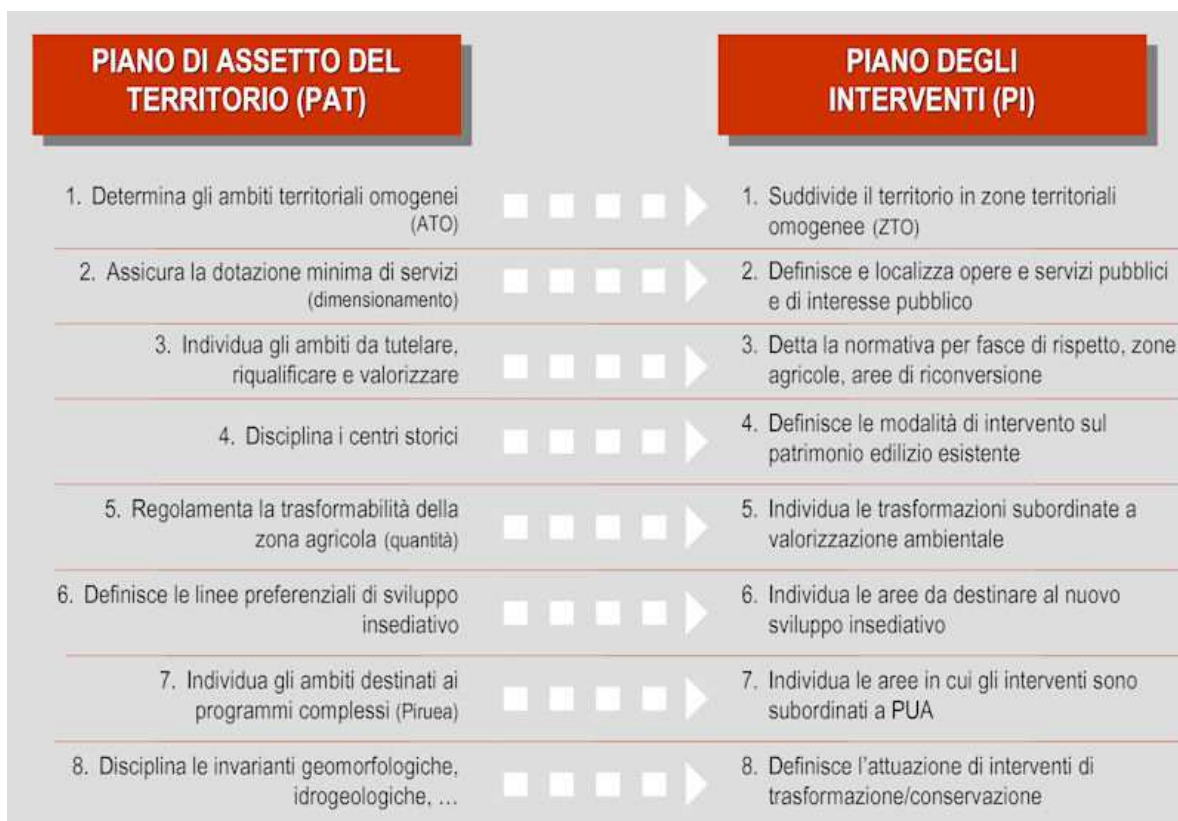 PIANO DI ASSETTO DEL
TERRITORIO (PAT)
PIANO DEGLI
INTERVENTI (PI)
1. Determina gli ambiti territoriali omogenei
(ATO)
1. Suddivide il territorio in zone territoriali
omogenee (ZTO)
2. Assicura la dotazione minima di servizi
(dimensionamento)
2. Definisce e localizza opere e servizi pubblici
e di interesse pubblico
3. Individua gli ambiti da tutelare,
riqualificare e valorizzare
3. Detta la normativa per fasce di rispetto, zone
agricole, aree di riconversione
4. Disciplina i centri storici
4. Definisce le modalità di intervento sul
patrimonio edilizio esistente
5. Regolamenta la trasformabilità della
zona agricola (quantità)
5. Individua le trasformazioni subordinate a
valorizzazione ambientale
6. Definisce le linee preferenziali di sviluppo
insediativo
6. Individua le aree da destinare al nuovo
sviluppo insediativo
7. Individua gli ambiti destinati ai
programmi complessi (Piruea)
7. Individua le aree in cui gli interventi sono
subordinati a PUA
8. Disciplina le invarianti geomorfologiche,
idrogeologiche, …
8. Definisce l'attuazione di interventi di
trasformazione/conservazione